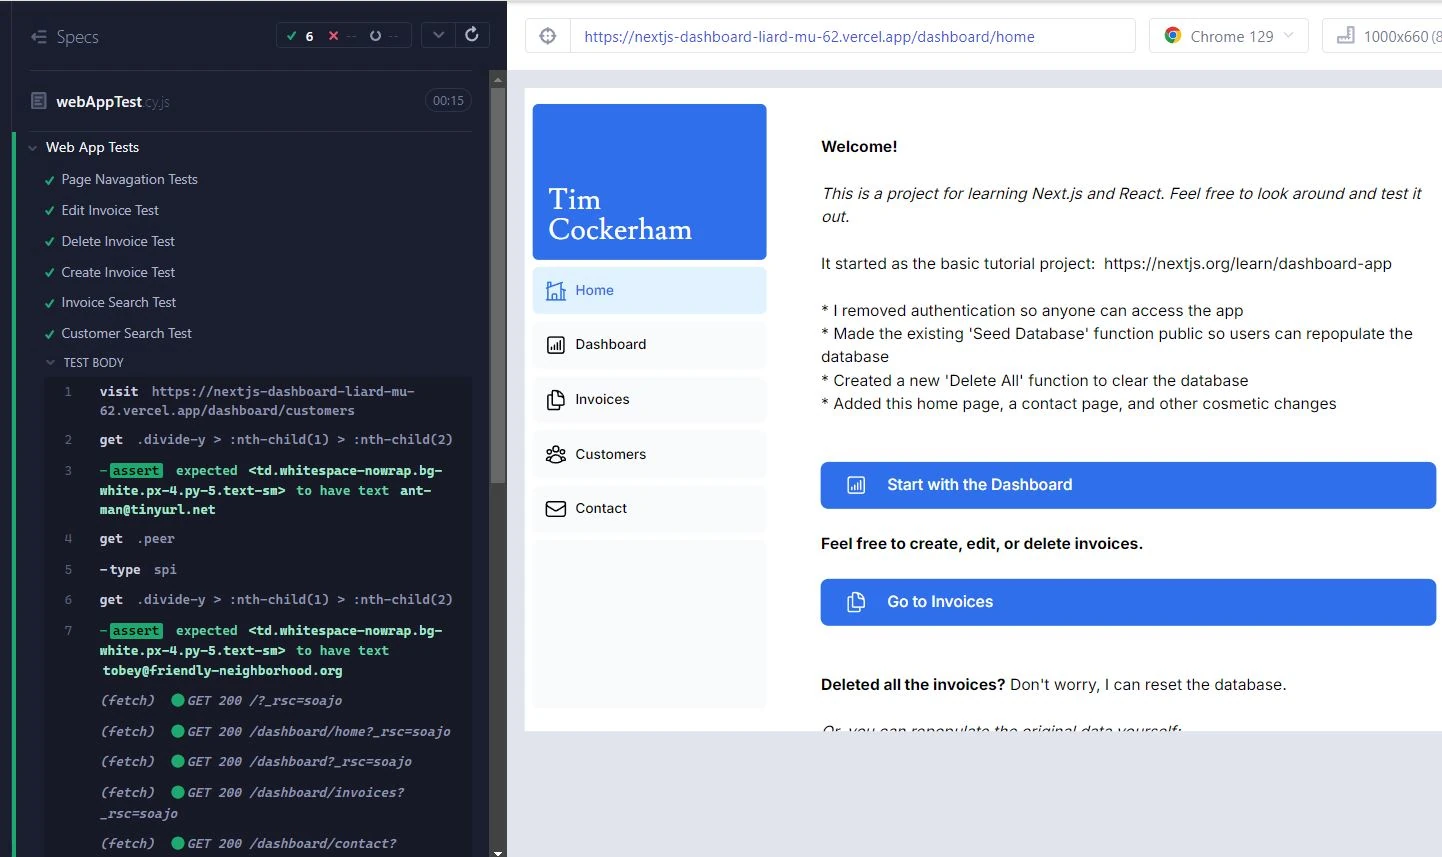 Specs
6 -- --
webAppTest.cy.js
00:15
Web App Tests
Page Navagation Tests
Edit Invoice Test
Delete Invoice Test
Create Invoice Test
Invoice Search Test
Customer Search Test
TEST BODY
1 visit https://nextjs-dashboard-liard-mu-
62.vercel.app/dashboard/customers
2 get .divide-y > :nth-child(1) > :nth-child(2)
3 -assert expected <td.whitespace-nowrap.bg-
white.px-4.py-5.text-sm> to have text ant-
man@tinyurl.net
4 get .peer
5 -type spi
6 get .divide-y > :nth-child(1) > :nth-child(2)
7 -assert expected <td.whitespace-nowrap.bg-
white.px-4.py-5.text-sm> to have text
tobey@friendly-neighborhood.org
(fetch) GET 200 /?_rsc=soajo
(fetch) GET 200 /dashboard/home?_rsc=soajo
(fetch) GET 200 /dashboard?_rsc=soajo
(fetch) GET 200 /dashboard/invoices?
_rsc=soajo
(fetch) GET 200 /dashboard/contact?
https://nextjs-dashboard-liard-mu-62.vercel.app/dashboard/home
Chrome 129
1000x660 (8
Tim
Cockerham
Home
Dashboard
Invoices
Customers
Contact
Welcome!
This is a project for learning Next.js and React. Feel free to look around and test it
out.
It started as the basic tutorial project: https://nextjs.org/learn/dashboard-app
* I removed authentication so anyone can access the app
* Made the existing 'Seed Database' function public so users can repopulate the
database
* Created a new 'Delete All' function to clear the database
* Added this home page, a contact page, and other cosmetic changes
Start with the Dashboard
Feel free to create, edit, or delete invoices.
Go to Invoices
Deleted all the invoices? Don't worry, I can reset the database.
Or, you can repopulate the original data yourself: